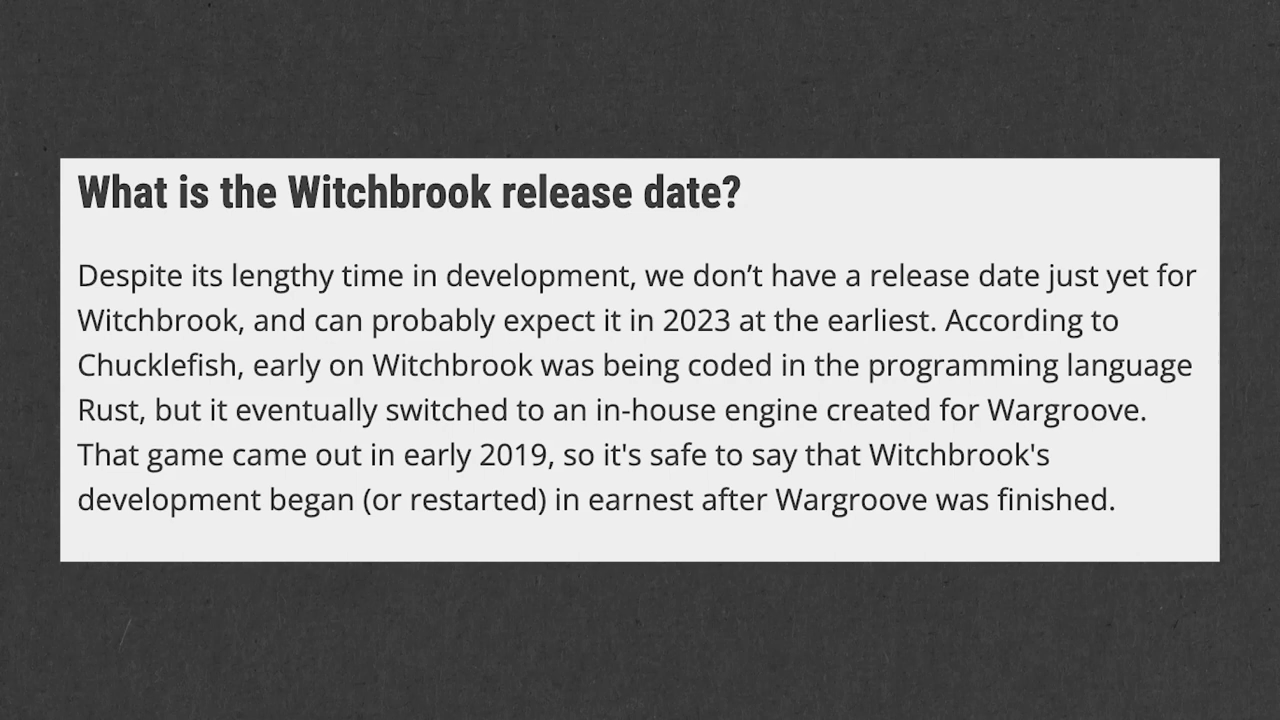 What is the Witchbrook release date?
Despite its lengthy time in development, we don’t have a release date just yet for
Witchbrook, and can probably expect it in 2023 at the earliest. According to
Chucklefish, early on Witchbrook was being coded in the programming language
Rust, but it eventually switched to an in-house engine created for Wargroove.
That game came out in early 2019, so it's safe to say that Witchbrook's
development began (or restarted) in earnest after Wargroove was finished.